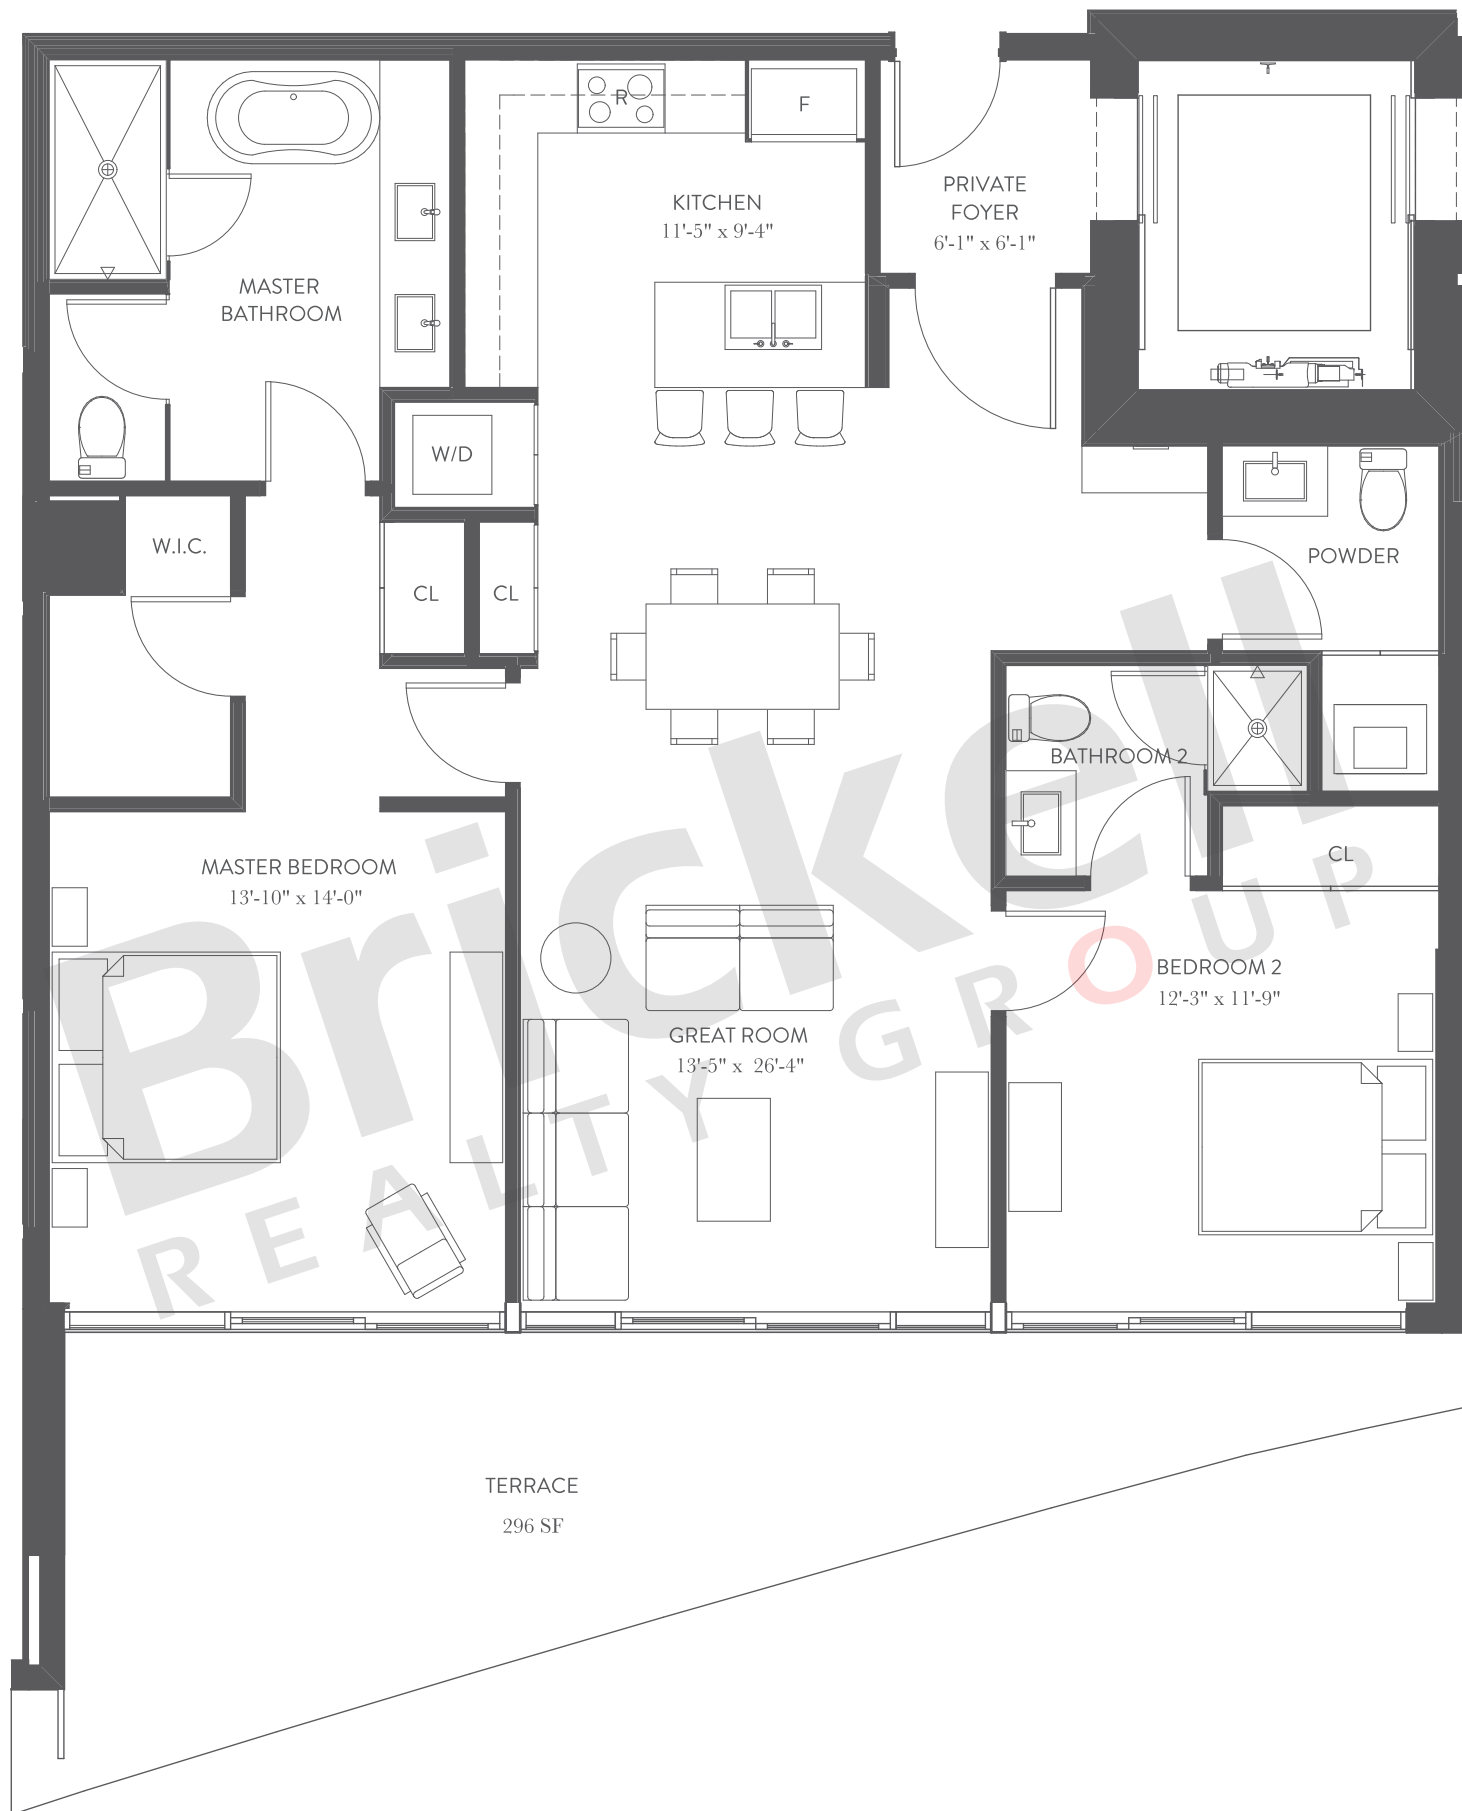 R
F
KITCHEN
11'-5" x 9'-4"
PRIVATE
FOYER
6'-1" x 6'-1"
MASTER
BATHROOM
W/D
W.I.C.
CL
CL
POWDER
BATHROOM 2
CL
MASTER BEDROOM
13'-10" x 14'-0"
BEDROOM 2
12'-3" x 11'-9"
GREAT ROOM
13'-5" x 26'-4"
Brickell
REALTY GROUP
TERRACE
296 SF